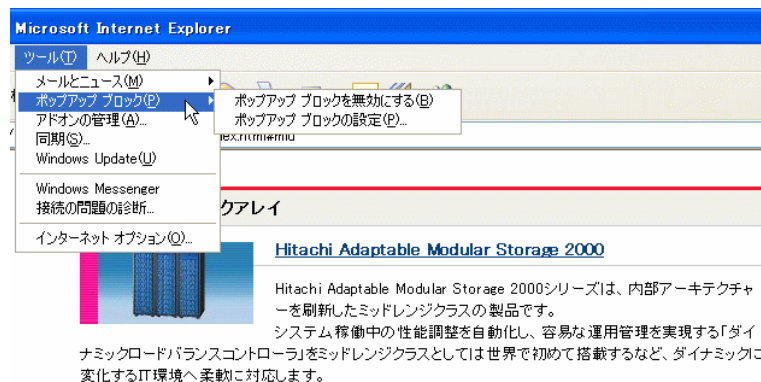 Microsoft Internet Explorer
ツール(T) ヘルプ(H)
メールとニュース(M)
ポップアップ ブロック(P) ポップアップ ブロックを無効にする(B)
アドオンの管理(A)... ポップアップ ブロックの設定(P)...
同期(S)...
Windows Update(U)
Windows Messenger
接続の問題の診断...
クアレイ
インターネット オプション(O)...
Hitachi Adaptable Modular Storage 2000
Hitachi Adaptable Modular Storage 2000シリーズは、内部アーキテクチャ
ーを刷新したミッドレンジクラスの製品です。
システム稼働中の性能調整を自動化し、容易な運用管理を実現する「ダイ
ナミックロードバランスコントローラ」をミッドレンジクラスとしては世界で初めて搭載するなど、ダイナミックに
変化するIT環境へ柔軟に対応します。